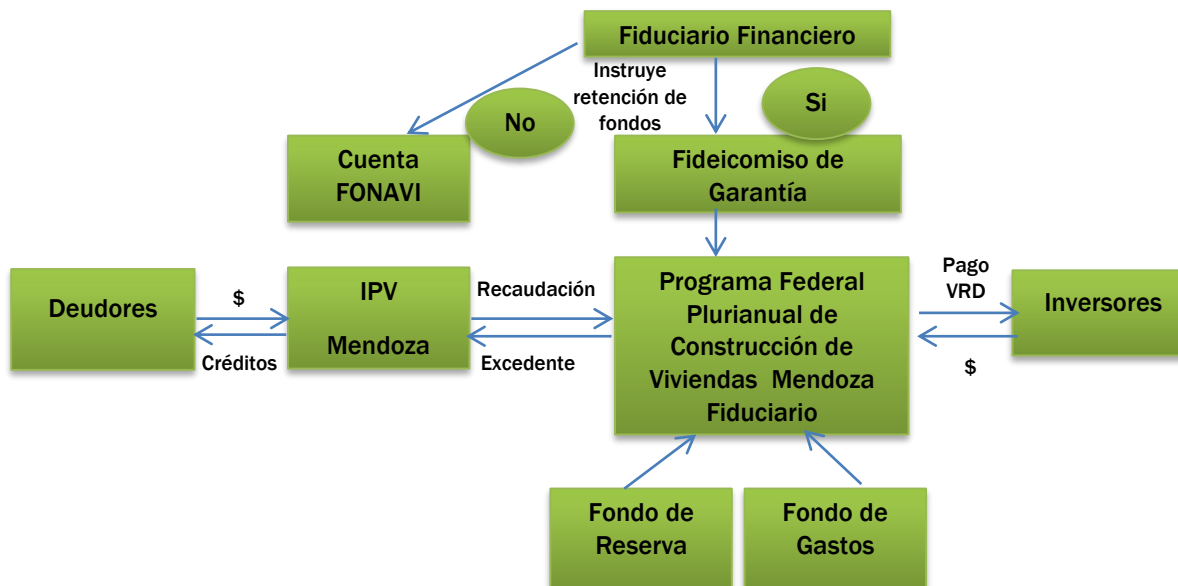 Fiduciario Financiero
Instruye
retención de
fondos
No
Si
Cuenta
FONAVI
Fideicomiso de
Garantía
Deudores
$
Créditos
IPV
Mendoza
Recaudación
Excedente
Programa Federal
Plurianual de
Construcción de
Viviendas Mendoza
Fiduciario
Pago
VRD
$
Inversores
Fondo de
Reserva
Fondo de
Gastos